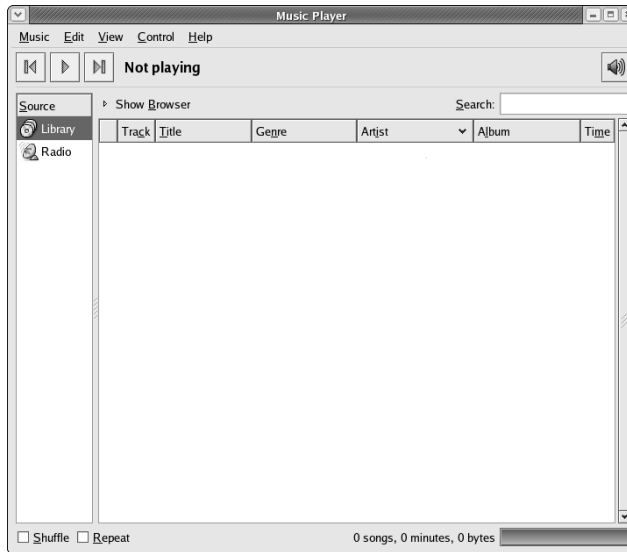 Music Player
Music Edit View Control Help
Not playing
Source
Show Browser
Search:
Library
Track Title Genre Artist Album Time
Radio
Shuffle Repeat
0 songs, 0 minutes, 0 bytes